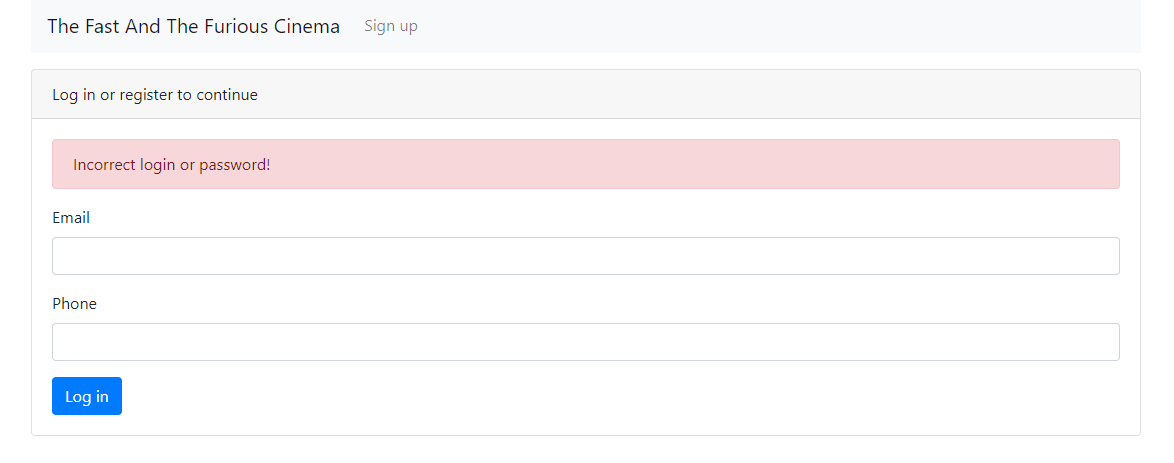 The Fast And The Furious Cinema Sign up
Log in or register to continue
Incorrect login or password!
Email
Phone
Log in